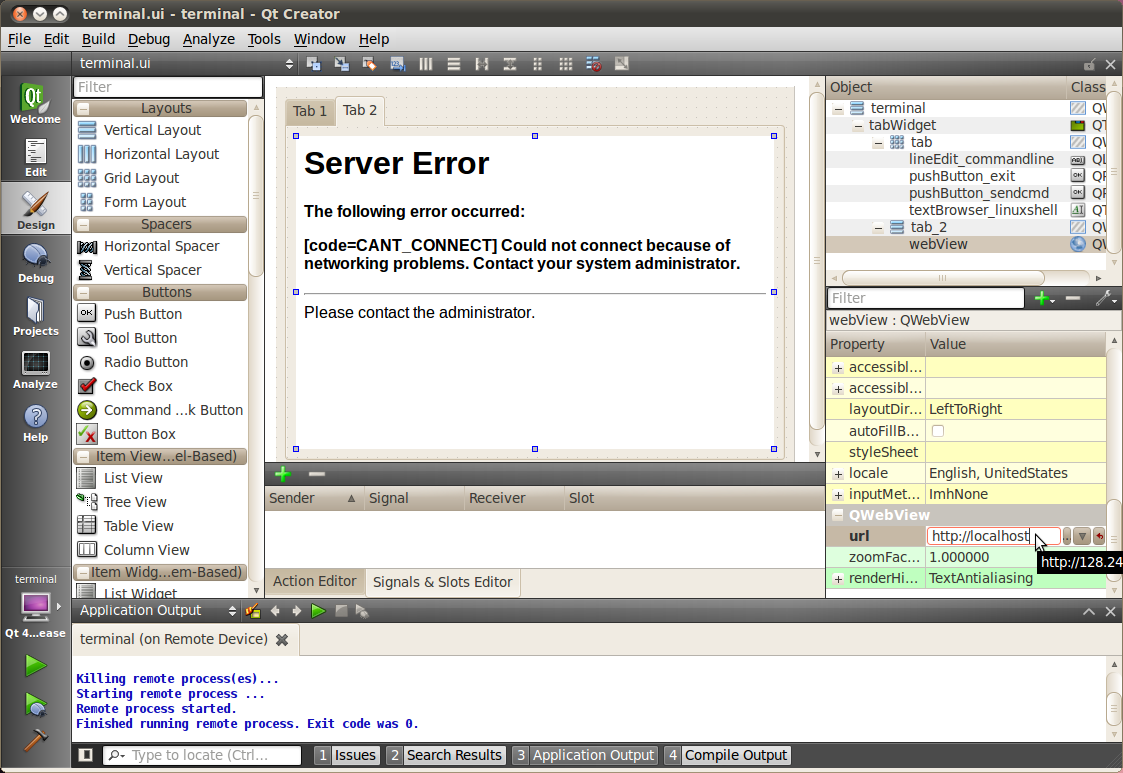 terminal.ui - terminal - Qt Creator
File Edit Build Debug Analyze Tools Window Help
terminal.ui
Welcome
Edit
Design
Debug
Projects
Analyze
Help
terminal
Qt 4...ease
Filter
Layouts
Vertical Layout
Horizontal Layout
Grid Layout
Form Layout
Spacers
Horizontal Spacer
Vertical Spacer
Buttons
Push Button
Tool Button
Radio Button
Check Box
Command ...k Button
Button Box
Item View...el-Based)
List View
Tree View
Table View
Column View
Item Widg...em-Based)
List Widget
Tab 1 Tab 2
Server Error
The following error occurred:
[code=CANT_CONNECT] Could not connect because of
networking problems. Contact your system administrator.
Please contact the administrator.
Sender Signal Receiver Slot
Action Editor Signals & Slots Editor
Object Class
terminal QW
tabWidget QT
tab QW
lineEdit_commandline QL
pushButton_exit QP
pushButton_sendcmd QP
textBrowser_linuxshell QT
tab_2 QW
webView QW
Filter
webView : QWebView
Property Value
accessibl...
accessibl...
layoutDir... LeftToRight
autoFillB...
styleSheet
locale English, UnitedStates
inputMet... ImhNone
QWebView
url http://localhost
http://128.24
zoomFac... 1.000000
renderHi... TextAntialiasing
Application Output
terminal (on Remote Device)
Killing remote process(es)...
Starting remote process ...
Remote process started.
Finished running remote process. Exit code was 0.
Type to locate (Ctrl... 1 Issues 2 Search Results 3 Application Output 4 Compile Output